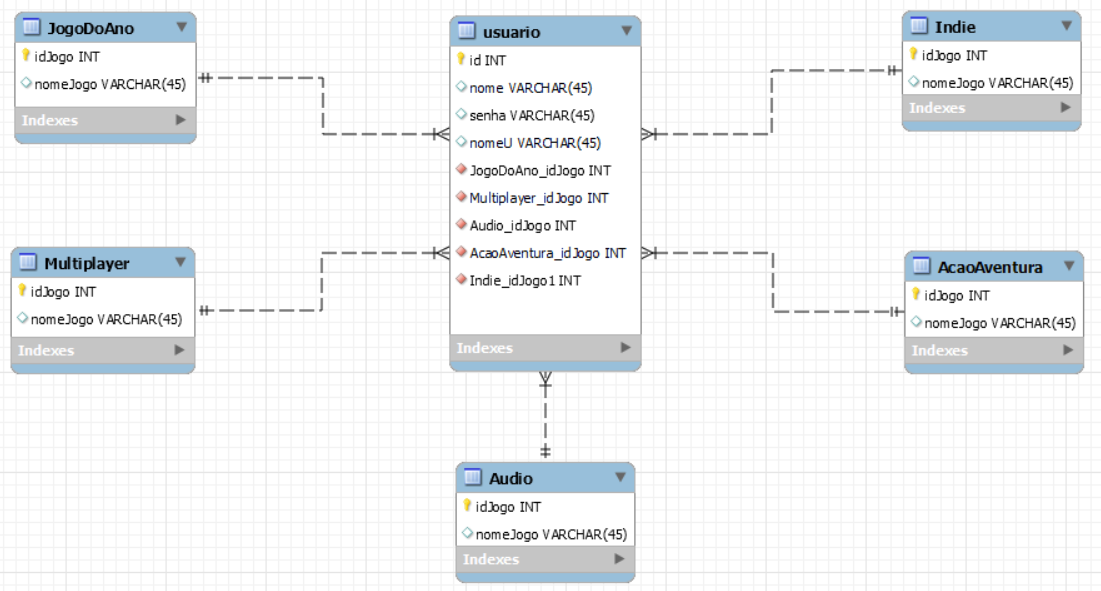 JogoDoAno
idJogo INT
nomeJogo VARCHAR(45)
Indexes
usuario
id INT
nome VARCHAR(45)
senha VARCHAR(45)
nomeU VARCHAR(45)
JogoDoAno_idJogo INT
Multiplayer_idJogo INT
Audio_idJogo INT
AcaoAventura_idJogo INT
Indie_idJogo1 INT
Indexes
Indie
idJogo INT
nomeJogo VARCHAR(45)
Indexes
Multiplayer
idJogo INT
nomeJogo VARCHAR(45)
Indexes
AcaoAventura
idJogo INT
nomeJogo VARCHAR(45)
Indexes
Audio
idJogo INT
nomeJogo VARCHAR(45)
Indexes